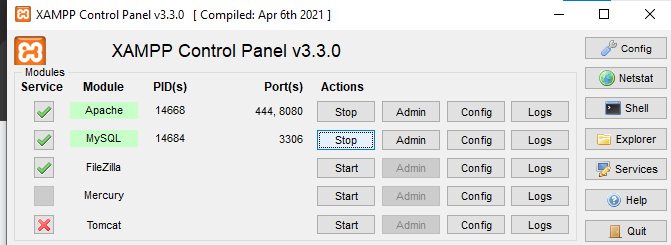 XAMPP Control Panel v3.3.0 [ Compiled: Apr 6th 2021 ]
XAMPP Control Panel v3.3.0
Modules
Service Module PID(s) Port(s) Actions
Apache 14668 444, 8080 Stop Admin Config Logs
MySQL 14684 3306 Stop Admin Config Logs
FileZilla Start Admin Config Logs
Mercury Start Admin Config Logs
Tomcat Start Admin Config Logs
Config
Netstat
Shell
Explorer
Services
Help
Quit